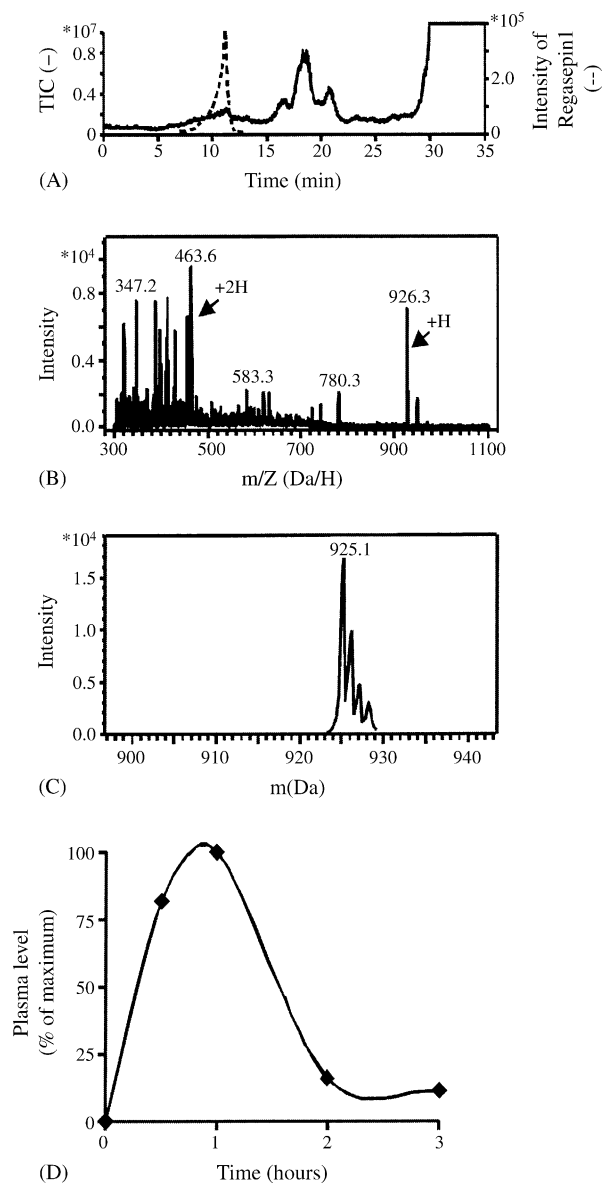 *10⁷
*10⁵
0.8
0.4
0
2.0
0
TIC (–)
Intensity of
Regasepin1
(--)
0 5 10 15 20 25 30 35
(A)
Time (min)
*10⁴
463.6
347.2
+2H
926.3
+H
583.3
780.3
0.8
0.4
0.0
Intensity
300 500 700 900 1100
(B)
m/Z (Da/H)
*10⁴
925.1
1.5
1.0
0.5
0.0
Intensity
900 910 920 930 940
(C)
m(Da)
100
75
50
25
0
Plasma level
(% of maximum)
0 1 2 3
(D)
Time (hours)